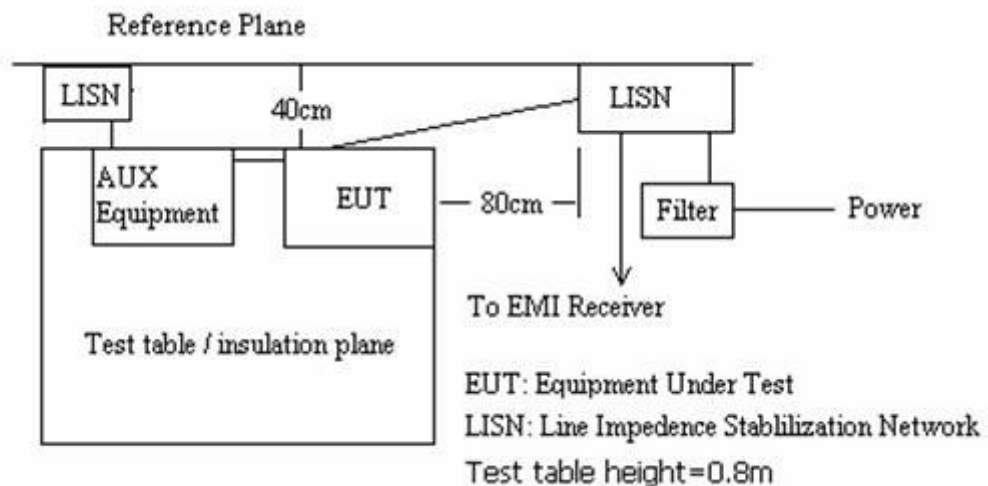 Reference Plane
LISN
40cm
LISN
AUX
Equipment
EUT
80cm
Filter
Power
To EMI Receiver
Test table / insulation plane
EUT: Equipment Under Test
LISN: Line Impedence Stablilization Network
Test table height=0.8m